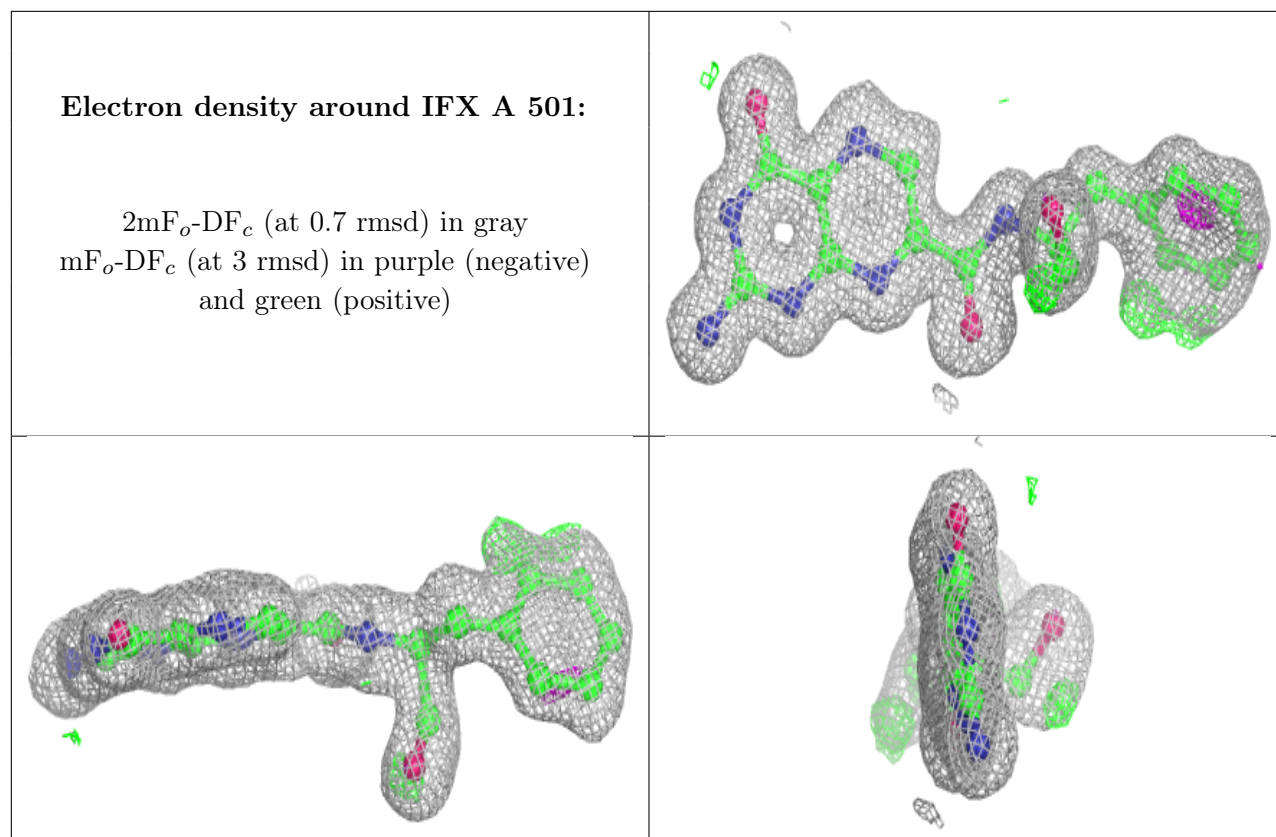 Electron density around IFX A 501:
2mFo-DFc (at 0.7 rmsd) in gray
mFo-DFc (at 3 rmsd) in purple (negative)
and green (positive)